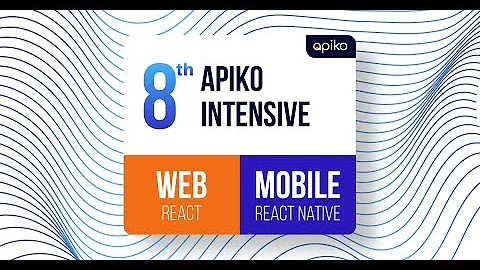 apiko
8th APIKO
INTENSIVE
WEB
REACT
MOBILE
REACT NATIVE